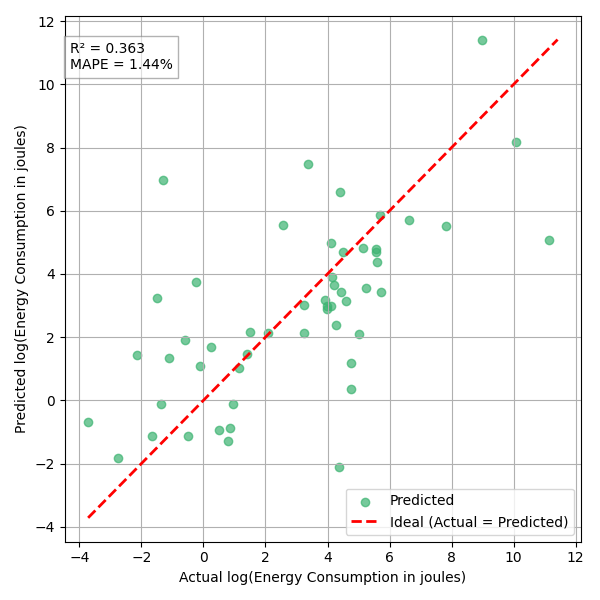 R² = 0.363
MAPE = 1.44%
12
10
8
6
4
2
0
−2
−4
Predicted log(Energy Consumption in joules)
Predicted
Ideal (Actual = Predicted)
−4 −2 0 2 4 6 8 10 12
Actual log(Energy Consumption in joules)